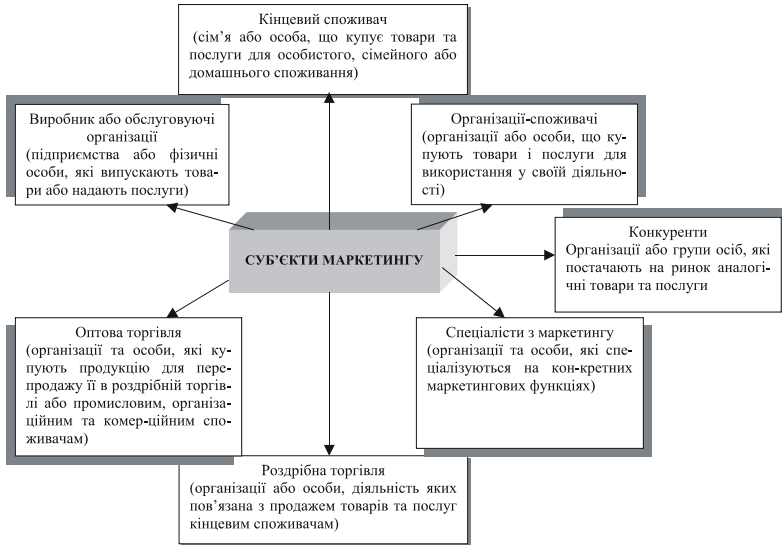 Кінцевий споживач
(сім’я або особа, що купує товари та
послуги для особистого, сімейного або
домашнього споживання)
Виробник або обслуговуючі
організації
(підприємства або фізичні
особи, які випускають това-
ри або надають послуги)
Організації-споживачі
(організації або особи, що ку-
пують товари і послуги для
використання у своїй діяльно-
сті)
СУБ’ЄКТИ МАРКЕТИНГУ
Конкуренти
Організації або групи осіб, які
постачають на ринок аналогі-
чні товари та послуги
Оптова торгівля
(організації та особи, які ку-
пують продукцію для пере-
продажу її в роздрібній торгів-
лі або промисловим, організа-
ційним та комер-ційним спо-
живачам)
Спеціалісти з маркетингу
(організації та особи, які спе-
ціалізуються на кон-кретних
маркетингових функціях)
Роздрібна торгівля
(організації або особи, діяльність яких
пов’язана з продажем товарів та послуг
кінцевим споживачам)